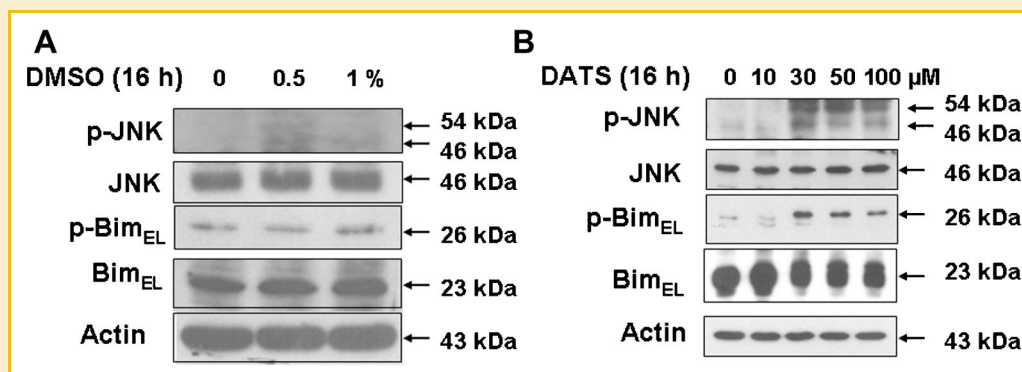 A
DMSO (16 h) 0 0.5 1 %
p-JNK
54 kDa
46 kDa
JNK
46 kDa
p-BimEL
26 kDa
BimEL
23 kDa
Actin
43 kDa
B
DATS (16 h) 0 10 30 50 100 µM
p-JNK
54 kDa
46 kDa
JNK
46 kDa
p-BimEL
26 kDa
BimEL
23 kDa
Actin
43 kDa